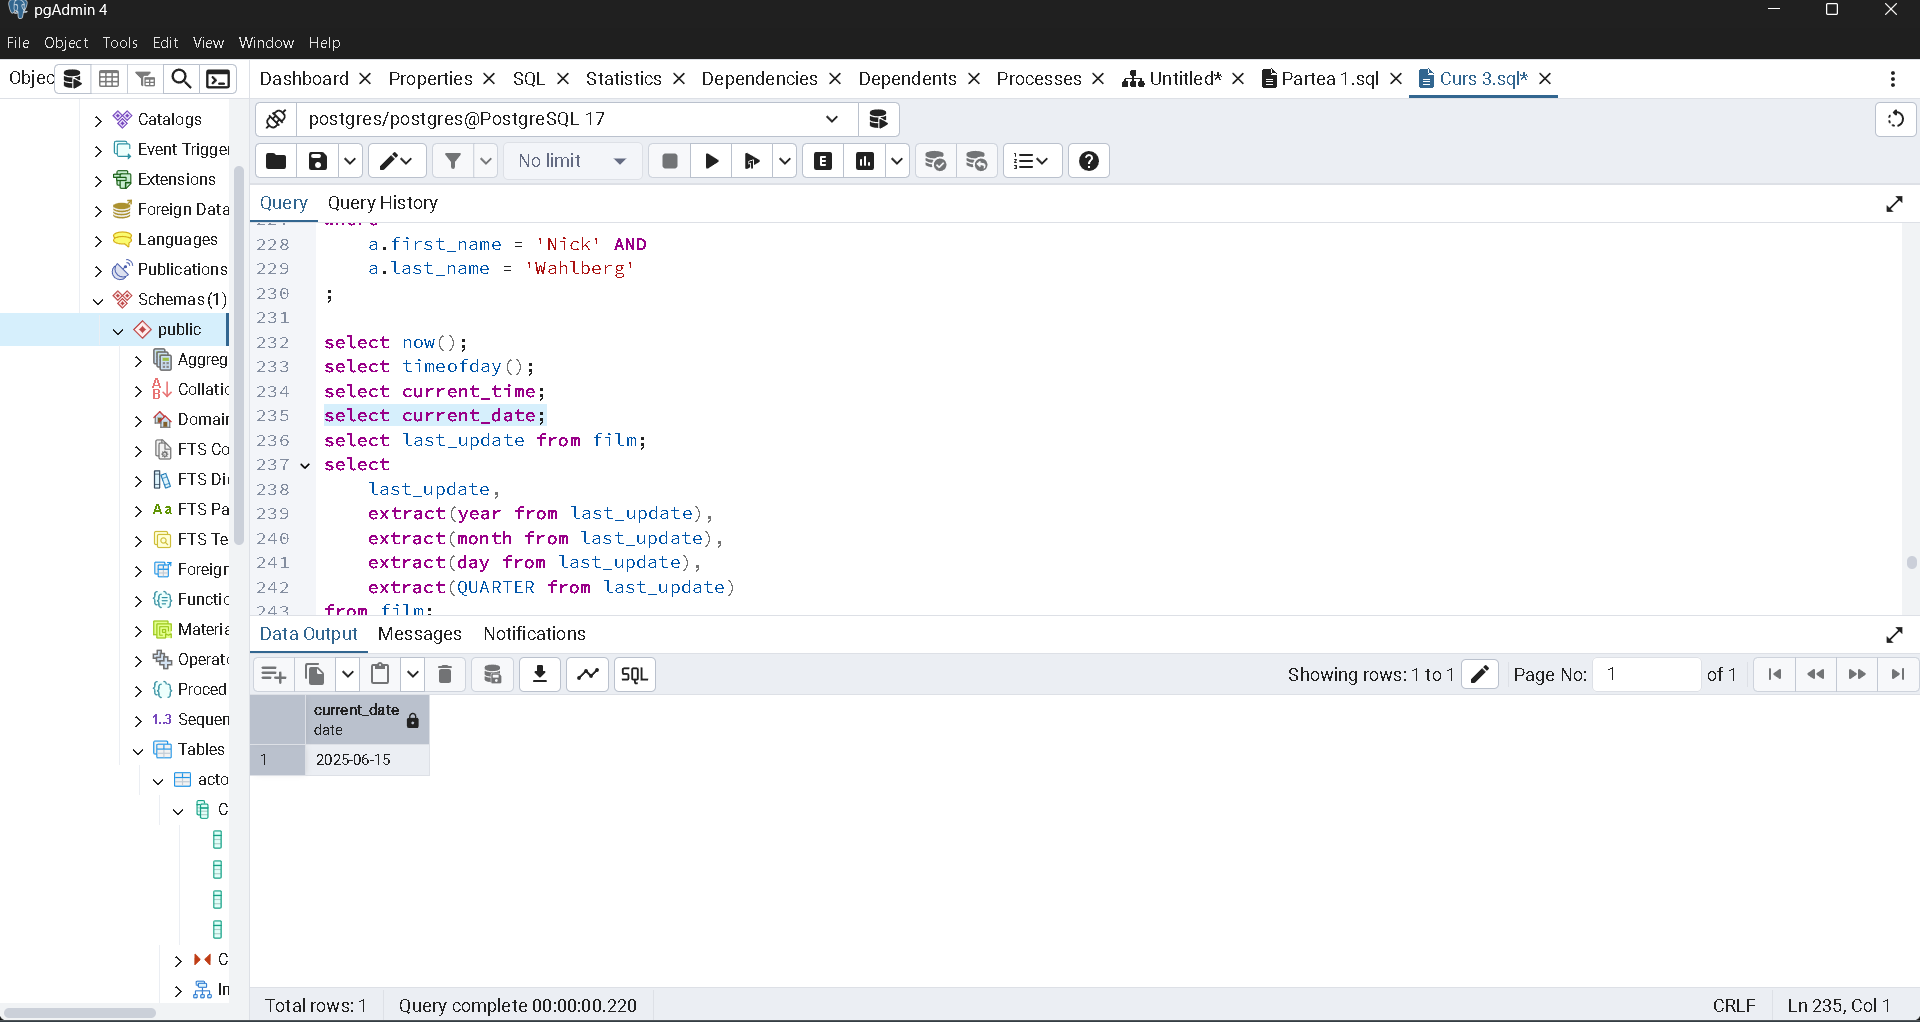 pgAdmin 4
File Object Tools Edit View Window Help
Objec
Dashboard Properties SQL Statistics Dependencies Dependents Processes Untitled* Partea 1.sql Curs 3.sql*
Catalogs
Event Trigge
Extensions
Foreign Data
Languages
Publications
Schemas (1)
public
Aggreg
Collatic
Domair
FTS Co
FTS Di
Aa FTS Pa
FTS Te
Foreigr
Functic
Materia
Operat
Proced
1..3 Sequen
Tables
acto
C
C
In
postgres/postgres@PostgreSQL 17
No limit
E
Query Query History
where
228 a.first_name = 'Nick' AND
229 a.last_name = 'Wahlberg'
230 ;
231
232 select now();
233 select timeofday();
234 select current_time;
235 select current_date;
236 select last_update from film;
237 select
238 last_update,
239 extract(year from last_update),
240 extract(month from last_update),
241 extract(day from last_update),
242 extract(QUARTER from last_update)
243 from film;
Data Output Messages Notifications
SQL Showing rows: 1 to 1 Page No: 1 of 1
current_date
date
1 2025-06-15
Total rows: 1 Query complete 00:00:00.220 CRLF Ln 235, Col 1